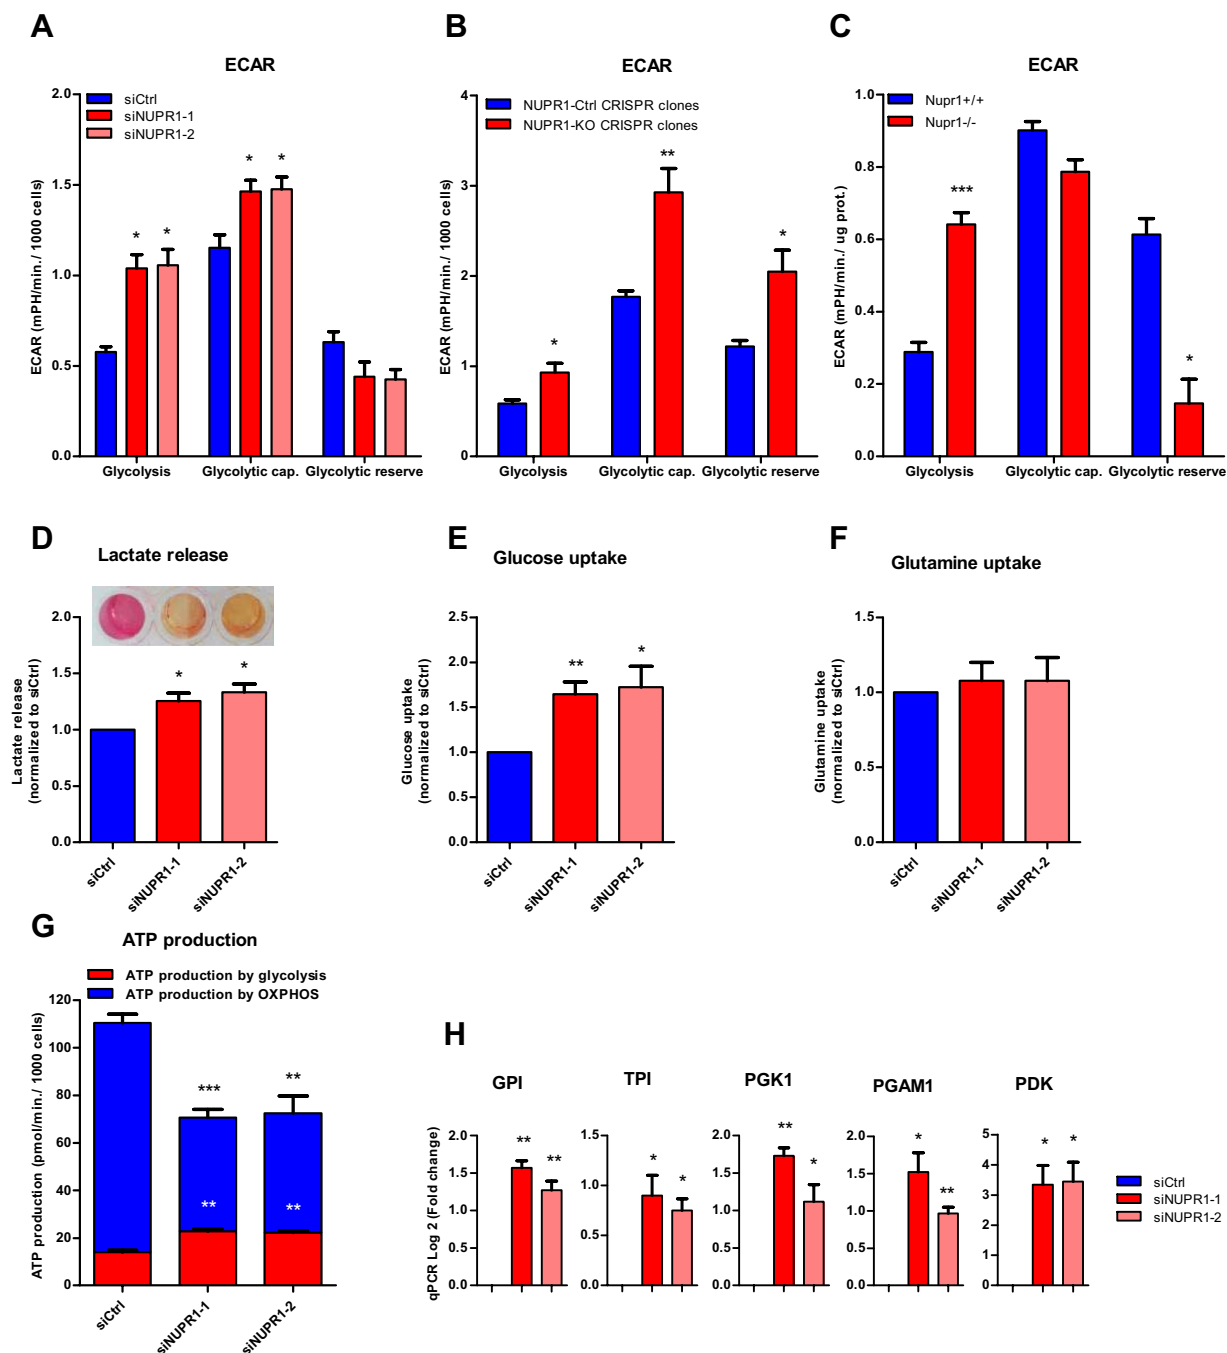 A
ECAR
siCtrl
siNUPR1-1
siNUPR1-2
ECAR (mPH/min./ 1000 cells)
2.0
1.5
1.0
0.5
0.0
* * * *
Glycolysis Glycolytic cap. Glycolytic reserve
B
ECAR
NUPR1-Ctrl CRISPR clones
NUPR1-KO CRISPR clones
ECAR (mPH/min./ 1000 cells)
4
3
2
1
0
* ** *
Glycolysis Glycolytic cap. Glycolytic reserve
C
ECAR
Nupr1+/+
Nupr1-/-
ECAR (mPH/min./ ug prot.)
1.0
0.8
0.6
0.4
0.2
0.0
*** *
Glycolysis Glycolytic cap. Glycolytic reserve
D
Lactate release
Lactate release
(normalized to siCtrl)
2.0
1.5
1.0
0.5
0.0
* *
siCtrl siNUPR1-1 siNUPR1-2
E
Glucose uptake
Glucose uptake
(normalized to siCtrl)
2.5
2.0
1.5
1.0
0.5
0.0
** *
siCtrl siNUPR1-1 siNUPR1-2
F
Glutamine uptake
Glutamine uptake
(normalized to siCtrl)
1.5
1.0
0.5
0.0
siCtrl siNUPR1-1 siNUPR1-2
G
ATP production
ATP production by glycolysis
ATP production by OXPHOS
ATP production (pmol/min./ 1000 cells)
120
100
80
60
40
20
0
*** **
** **
siCtrl siNUPR1-1 siNUPR1-2
H
qPCR Log 2 (Fold change)
GPI
2.0
1.5
1.0
0.5
0.0
** **
TPI
1.5
1.0
0.5
0.0
* *
PGK1
2.0
1.5
1.0
0.5
0.0
** *
PGAM1
2.0
1.5
1.0
0.5
0.0
* **
PDK
5
4
3
2
1
0
* *
siCtrl
siNUPR1-1
siNUPR1-2